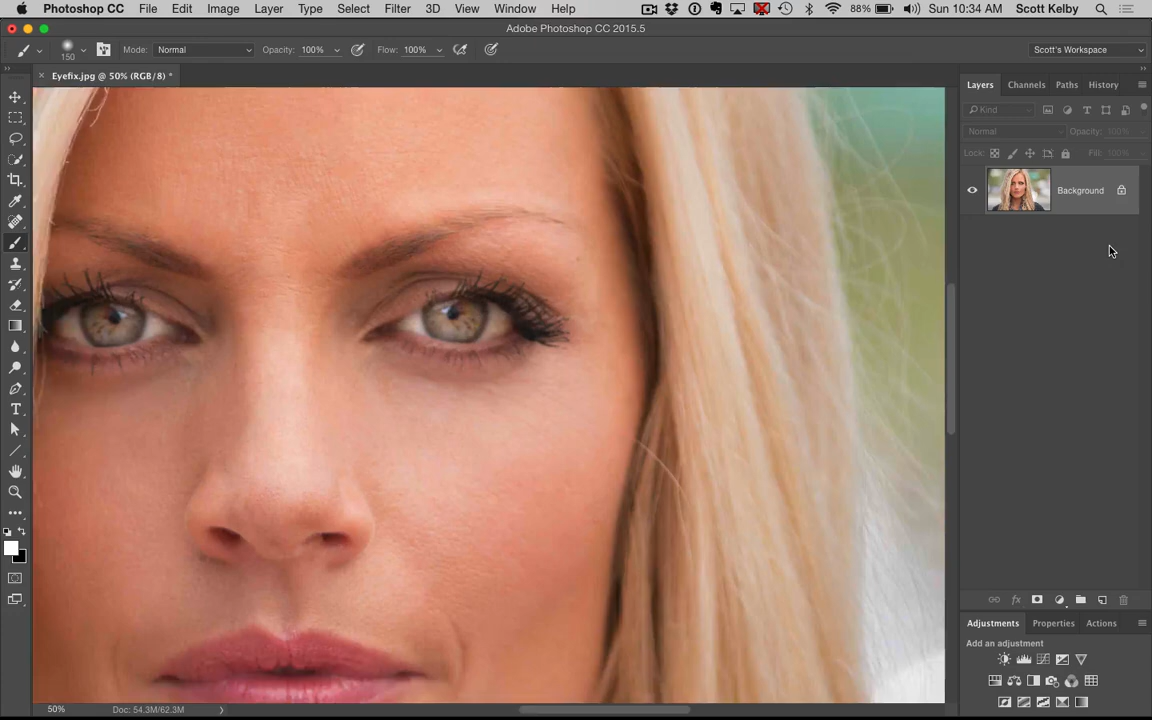 Photoshop CC File Edit Image Layer Type Select Filter 3D View Window Help 88% Sun 10:34 AM Scott Kelby
Adobe Photoshop CC 2015.5
150 Mode: Normal Opacity: 100% Flow: 100% Scott's Workspace
× Eyefix.jpg @ 50% (RGB/8) *
Layers Channels Paths History
Kind
Normal Opacity: 100%
Lock: Fill: 100%
Background
fx
Adjustments Properties Actions
Add an adjustment
50% Doc: 54.3M/62.3M